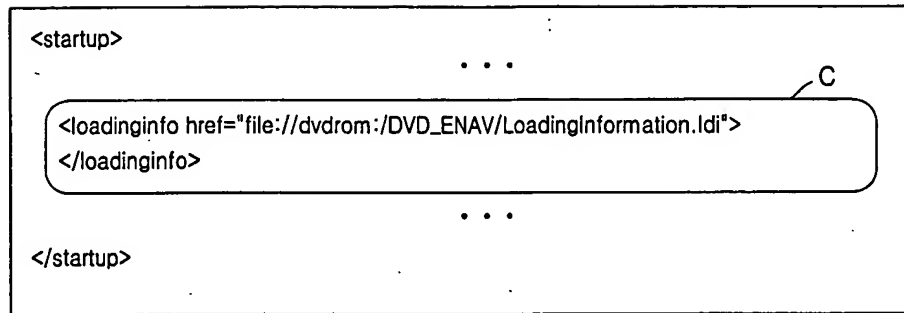 <startup>
. . .
C
<loadinginfo href="file://dvdrom:/DVD_ENAV/LoadingInformation.ldi">
</loadinginfo>
. . .
</startup>